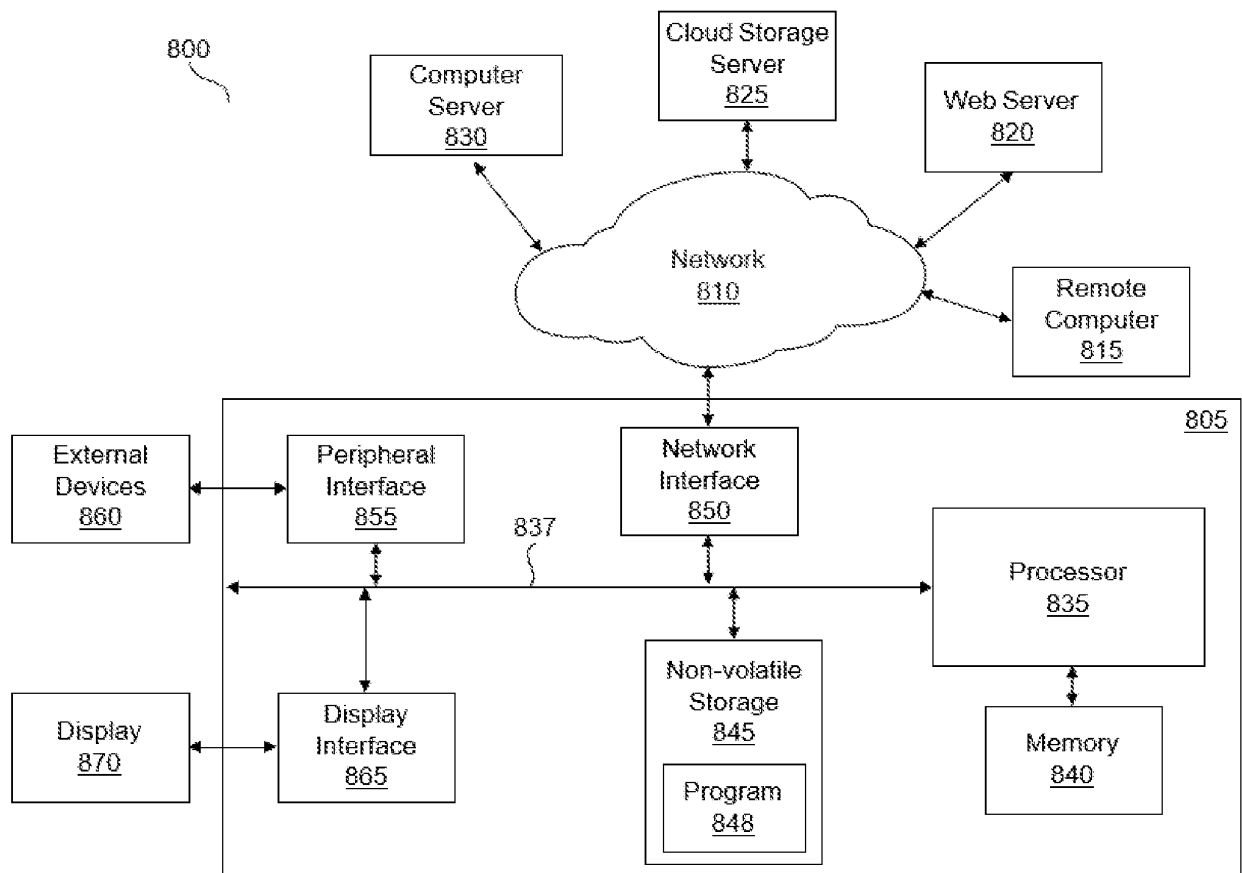 800
Computer
Server
830
Cloud Storage
Server
825
Web Server
820
Network
810
Remote
Computer
815
805
External
Devices
860
Peripheral
Interface
855
Network
Interface
850
837
Processor
835
Display
870
Display
Interface
865
Non-volatile
Storage
845
Program
848
Memory
840